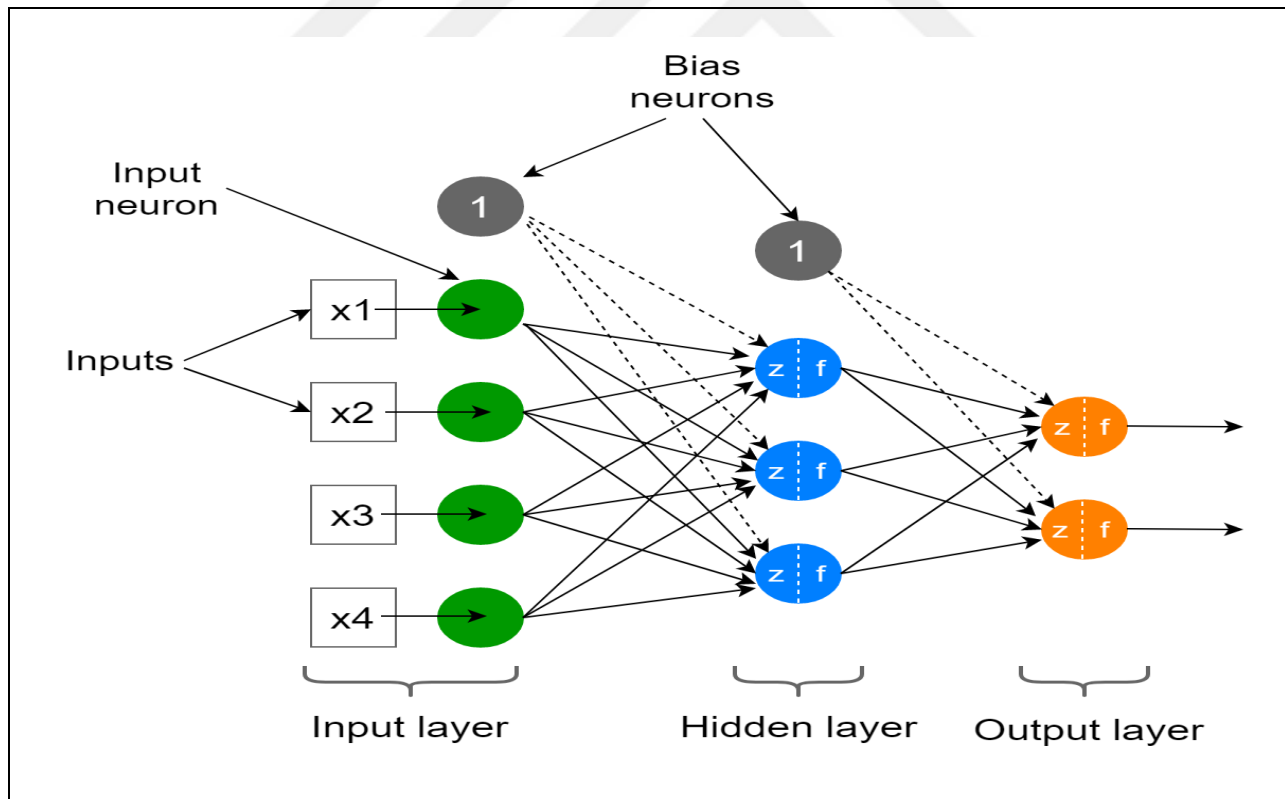 Bias
neurons
Input
neuron
1
1
Inputs
x1
x2
x3
x4
z f
z f
z f
z f
z f
Input layer
Hidden layer
Output layer